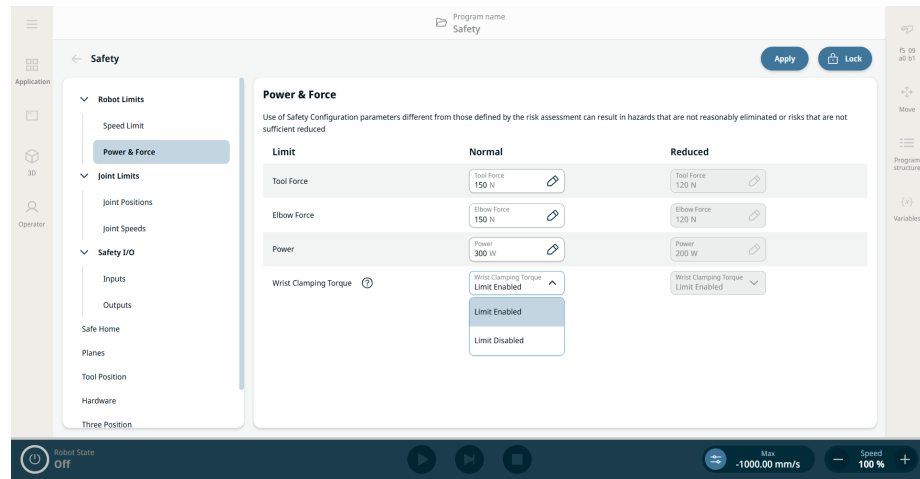 Program name
Safety
Safety
Apply
Lock
f5 09
a0 b1
Application
3D
Operator
Move
Program
structure
{x}
Variables
Robot Limits
Speed Limit
Power & Force
Joint Limits
Joint Positions
Joint Speeds
Safety I/O
Inputs
Outputs
Safe Home
Planes
Tool Position
Hardware
Three Position
Power & Force
Use of Safety Configuration parameters different from those defined by the risk assessment can result in hazards that are not reasonably eliminated or risks that are not
sufficient reduced
Limit Normal Reduced
Tool Force
Tool Force
150 N
Tool Force
120 N
Elbow Force
Elbow Force
150 N
Elbow Force
120 N
Power
Power
300 W
Power
200 W
Wrist Clamping Torque ?
Wrist Clamping Torque
Limit Enabled
Wrist Clamping Torque
Limit Enabled
Limit Enabled
Limit Disabled
Robot State
Off
Max
-1000.00 mm/s
Speed
100 %